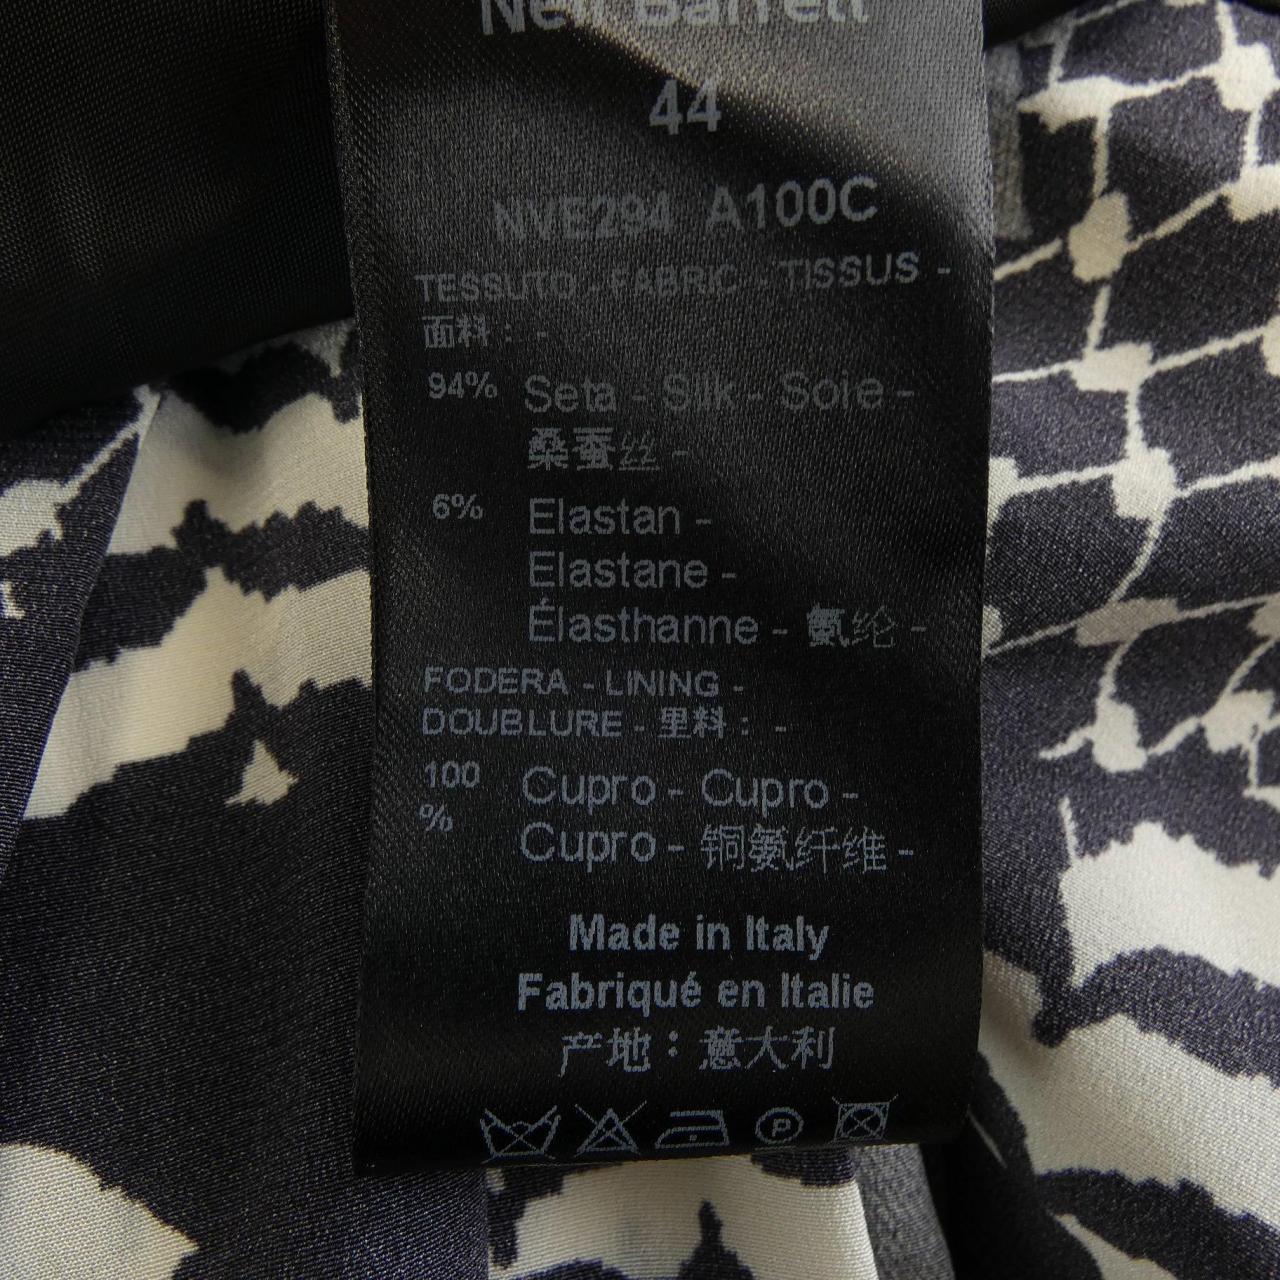 Neil Barrett
44
NVE294 A100C
TESSUTO - FABRIC - TISSUS -
面料： -
94% Seta - Silk - Soie -
桑蚕丝 -
6% Elastan -
Elastane -
Élasthanne - 氨纶 -
FODERA - LINING -
DOUBLURE - 里料： -
100 Cupro - Cupro -
% Cupro - 铜氨纤维 -
Made in Italy
Fabriqué en Italie
产地：意大利
P